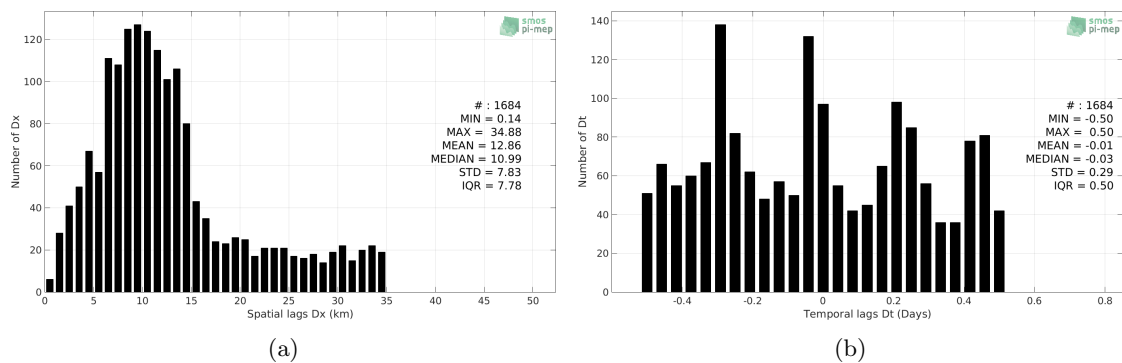 smos
pi-mep
Number of Dx
120
100
80
60
40
20
0
# : 1684
MIN = 0.14
MAX = 34.88
MEAN = 12.86
MEDIAN = 10.99
STD = 7.83
IQR = 7.78
0 5 10 15 20 25 30 35 40 45 50
Spatial lags Dx (km)
(a)
smos
pi-mep
Number of Dt
140
120
100
80
60
40
20
0
# : 1684
MIN = -0.50
MAX = 0.50
MEAN = -0.01
MEDIAN = -0.03
STD = 0.29
IQR = 0.50
-0.4 -0.2 0 0.2 0.4 0.6 0.8
Temporal lags Dt (Days)
(b)